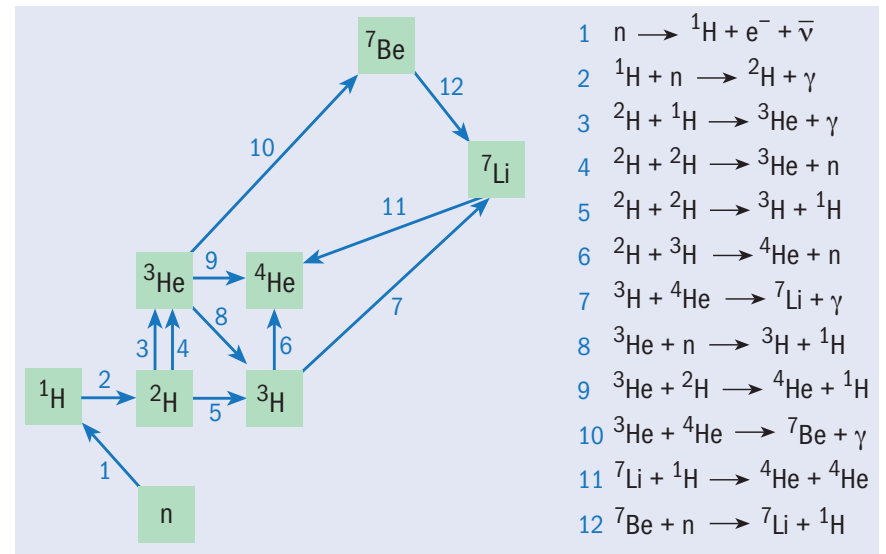 ⁷Be
12
10
⁷Li
11
³He
9
⁴He
8
7
3
4
6
¹H
2
²H
5
³H
1
n
1 n ⟶ ¹H + e⁻ + ν̅
2 ¹H + n ⟶ ²H + γ
3 ²H + ¹H ⟶ ³He + γ
4 ²H + ²H ⟶ ³He + n
5 ²H + ²H ⟶ ³H + ¹H
6 ²H + ³H ⟶ ⁴He + n
7 ³H + ⁴He ⟶ ⁷Li + γ
8 ³He + n ⟶ ³H + ¹H
9 ³He + ²H ⟶ ⁴He + ¹H
10 ³He + ⁴He ⟶ ⁷Be + γ
11 ⁷Li + ¹H ⟶ ⁴He + ⁴He
12 ⁷Be + n ⟶ ⁷Li + ¹H